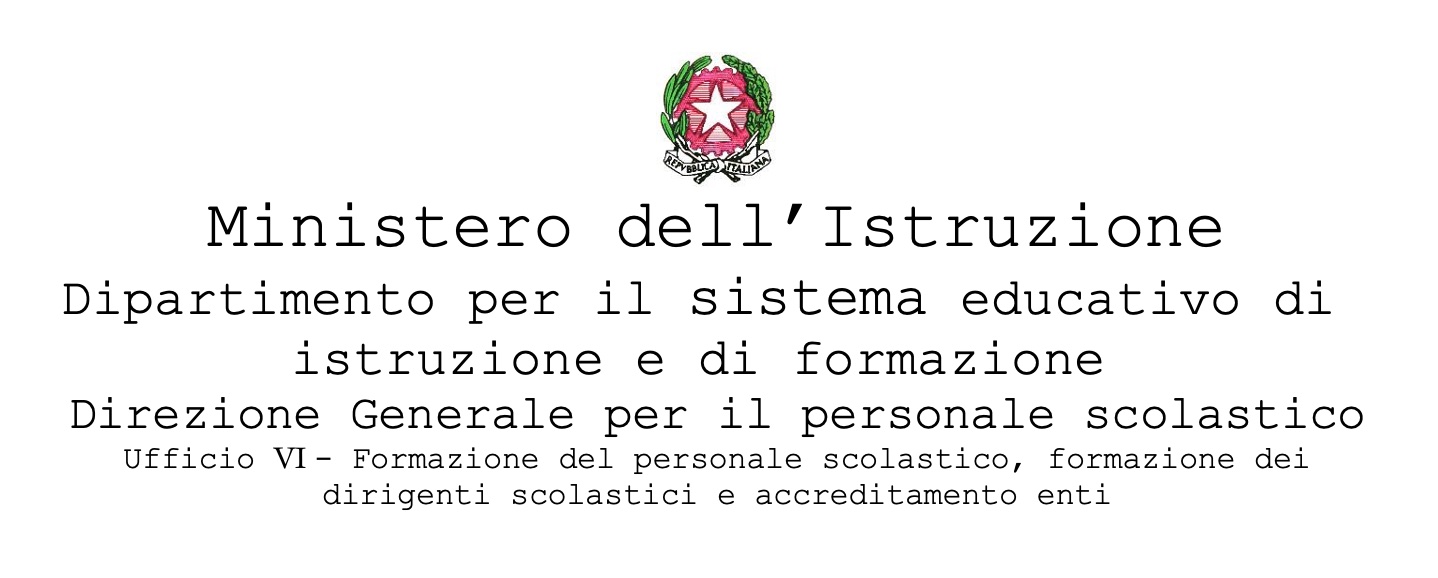 REPVBBLICA ITALIANA
Ministero dell’Istruzione
Dipartimento per il sistema educativo di
istruzione e di formazione
Direzione Generale per il personale scolastico
Ufficio VI – Formazione del personale scolastico, formazione dei
dirigenti scolastici e accreditamento enti